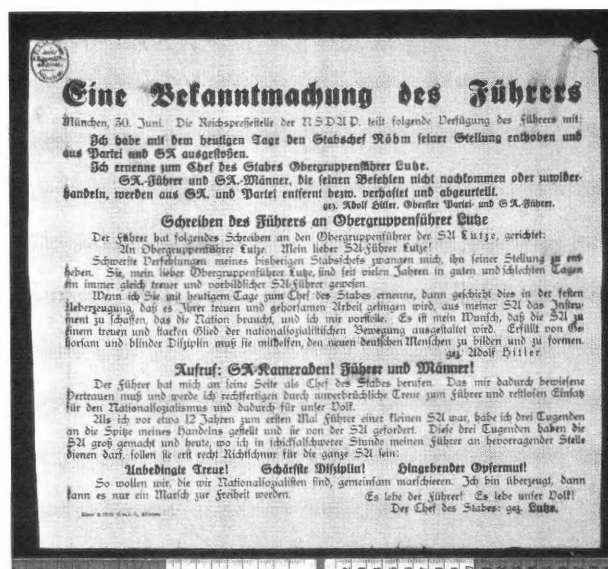 Eine Bekanntmachung des Führers
München, 30. Juni. Die Reichspressestelle der NSDAP. teilt folgende Verfügung des Führers mit:
Ich habe mit dem heutigen Tage den Stabschef Röhm seiner Stellung enthoben und
aus Partei und SA ausgestoßen.
Ich ernenne zum Chef des Stabes Obergruppenführer Lutze.
SA.-Führer und SA.-Männer, die seinen Befehlen nicht nachkommen oder zuwider-
handeln, werden aus SA. und Partei entfernt bezw. verhaftet und abgeurteilt.
gez. Adolf Hitler, Oberster Partei- und SA.-Führer.
Schreiben des Führers an Obergruppenführer Lutze
Der Führer hat folgendes Schreiben an den Obergruppenführer der SA Lutze, gerichtet:
An Obergruppenführer Lutze. Mein lieber SA-Führer Lutze!
Schwerste Verfehlungen meines bisherigen Stabschefs zwangen mich, ihn seiner Stellung zu ent-
heben. Sie, mein lieber Obergruppenführer Lutze, sind seit vielen Jahren in guten und schlechten Tagen
ein immer gleich treuer und vorbildlicher SA-Führer gewesen.
Wenn ich Sie mit heutigem Tage zum Chef des Stabes ernenne, dann geschieht dies in der festen
Ueberzeugung, daß es Ihrer treuen und gehorsamen Arbeit gelingen wird, aus meiner SA das Instru-
ment zu schaffen, das die Nation braucht, und ich mir vorstelle. Es ist mein Wunsch, daß die SA zu
einem treuen und starken Glied der nationalsozialistischen Bewegung ausgestaltet wird. Erfüllt von Ge-
horsam und blinder Disziplin muß sie mithelfen, den neuen deutschen Menschen zu bilden und zu formen.
gez. Adolf Hitler.
Aufruf: SA-Kameraden! Führer und Männer!
Der Führer hat mich an seine Seite als Chef des Stabes berufen. Das mir dadurch bewiesene
Vertrauen muß und werde ich rechtfertigen durch unverbrüchliche Treue zum Führer und restlosen Einsatz
für den Nationalsozialismus und dadurch für unser Volk.
Als ich vor etwa 12 Jahren zum ersten Mal Führer einer kleinen SA war, habe ich drei Tugenden
an die Spitze meines Handelns gestellt und sie von der SA gefordert. Diese drei Tugenden haben die
SA groß gemacht und heute, wo ich in schicksalschwerer Stunde meinen Führer an hervorragender Stelle
dienen darf, sollen sie erst recht Richtschnur für die ganze SA sein:
Unbedingte Treue! Schärfste Disziplin! Hingebender Opfermut!
So wollen wir, die wir Nationalsozialisten sind, gemeinsam marschieren. Ich bin überzeugt, dann
kann es nur ein Marsch zur Freiheit werden. Es lebe der Führer! Es lebe unser Volk!
Der Chef des Stabes: gez. Lutze.